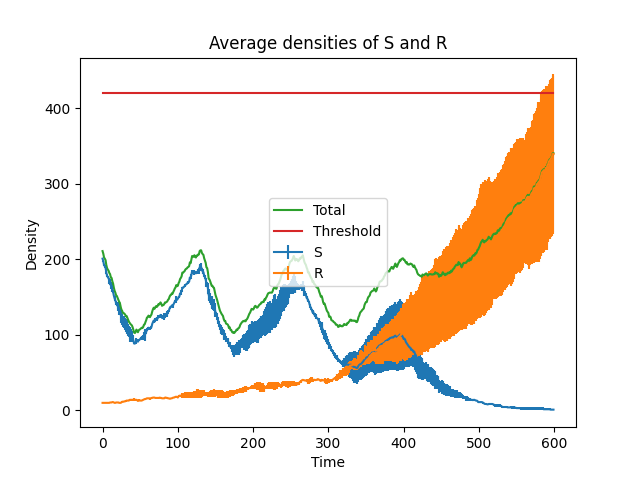 Average densities of S and R
Density
400
300
200
100
0
Total
Threshold
S
R
0 100 200 300 400 500 600
Time